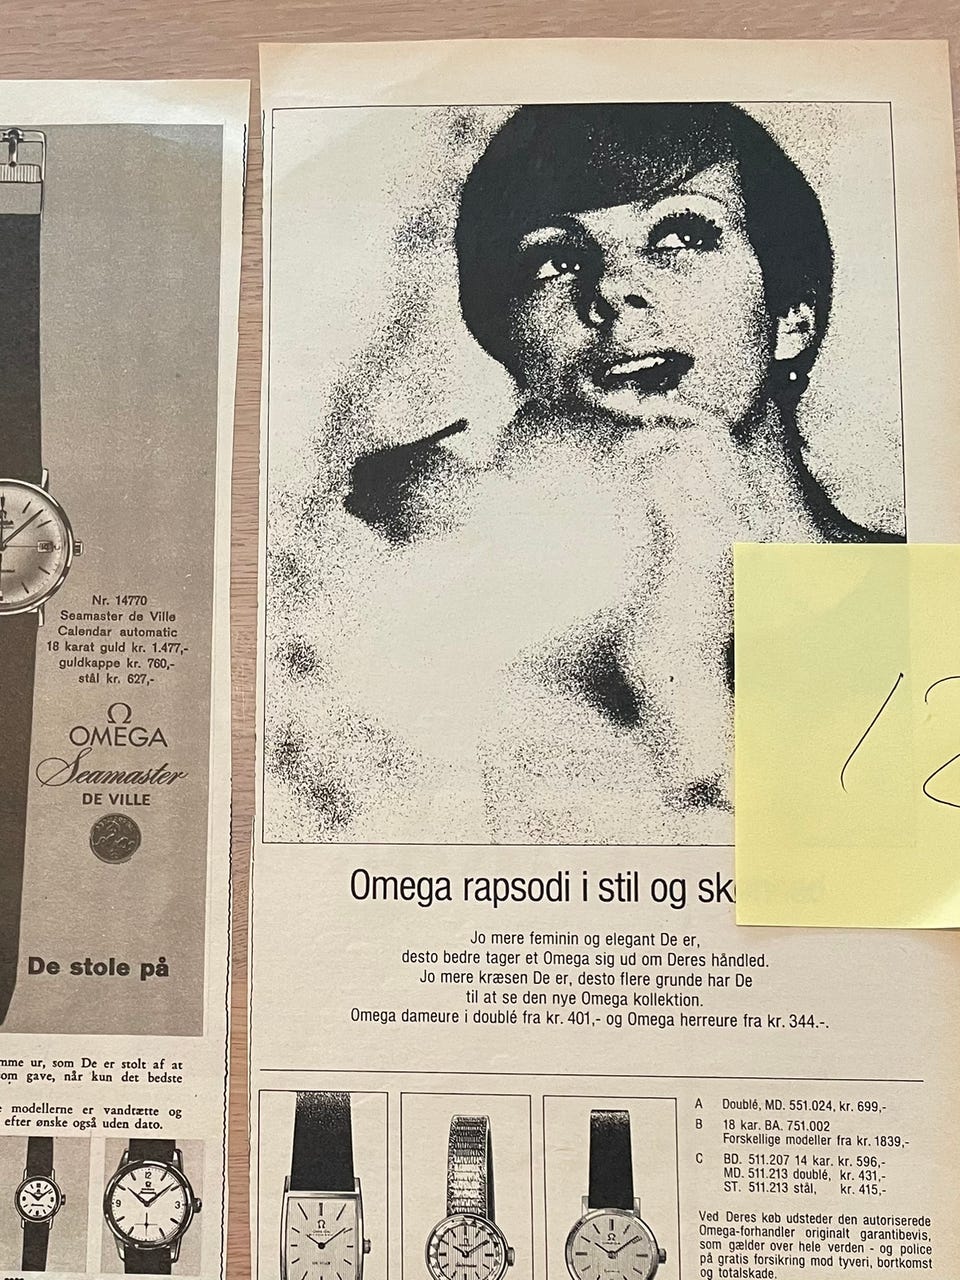 Nr. 14770
Seamaster de Ville
Calendar automatic
18 karat guld kr. 1.477,-
guldkappe kr. 760,-
stål kr. 627,-
Ω
OMEGA
Seamaster
DE VILLE
De stole på
ur, som De er stolt af at
gave, når kun det bedste
modellerne er vandtætte og
efter ønske også uden dato.
12
3
6
9
12
Omega rapsodi i stil og
Jo mere feminin og elegant De er,
desto bedre tager et Omega sig ud om Deres håndled.
Jo mere kræsen De er, desto flere grunde har De
til at se den nye Omega kollektion.
Omega dameure i doublé fra kr. 401,- og Omega herreure fra kr. 344.-.
A Doublé, MD. 551.024, kr. 699,-
B 18 kar. BA. 751.002
Forskellige modeller fra kr. 1839,-
C BD. 511.207 14 kar. kr. 596,-
MD. 511.213 doublé, kr. 431,-
ST. 511.213 stål, kr. 415,-
Ved Deres køb udsteder den autoriserede
Omega-forhandler originalt garantibevis,
som gælder over hele verden - og police
på gratis forsikring mod tyveri, bortkomst
og totalskade.